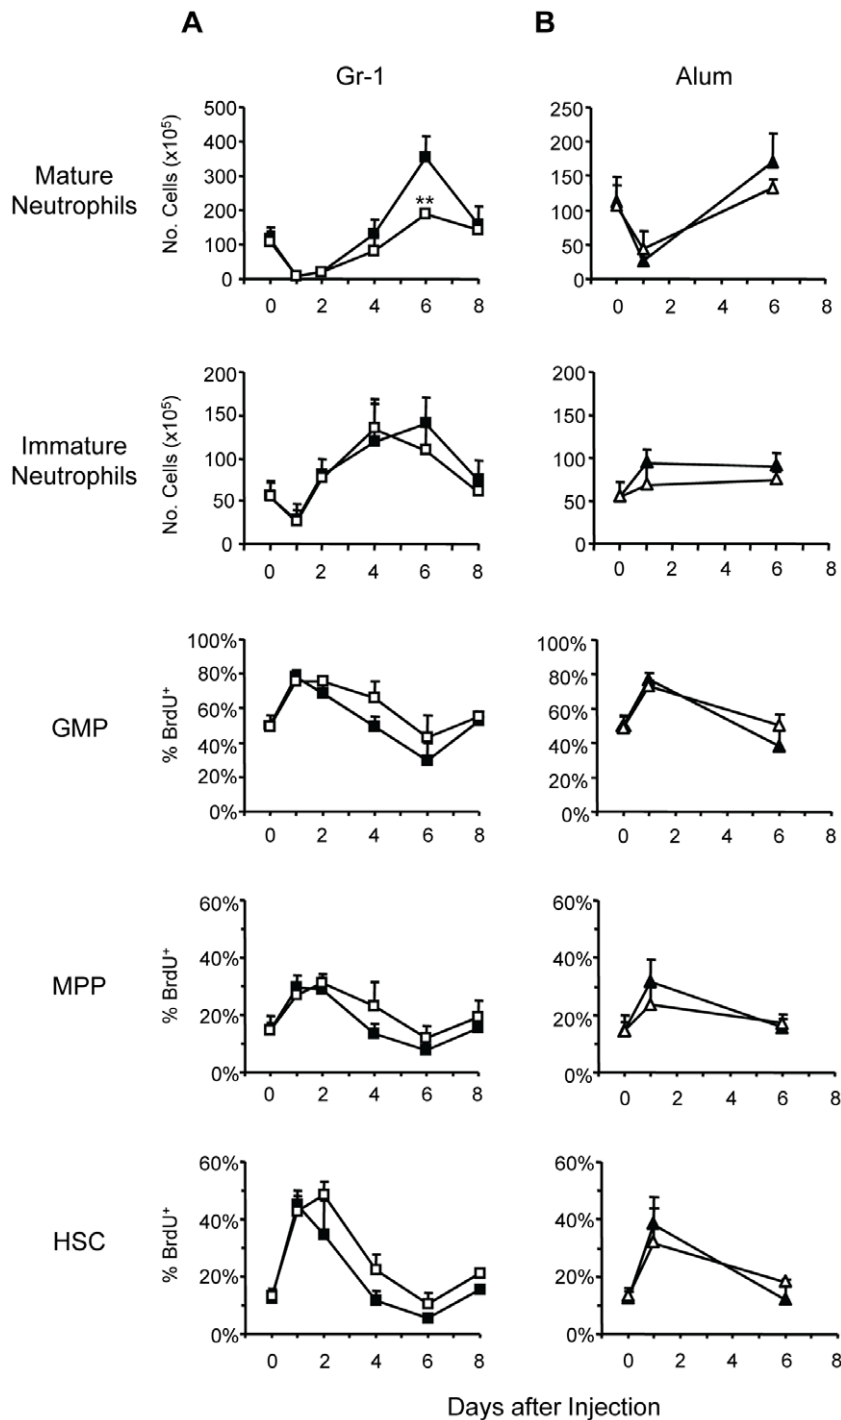 A
B
Gr-1
Alum
Mature
Neutrophils
No. Cells (x10⁵)
500
400
300
200
100
0
**
0 2 4 6 8
250
200
150
100
50
0
0 2 4 6 8
Immature
Neutrophils
No. Cells (x10⁵)
200
150
100
50
0
0 2 4 6 8
200
150
100
50
0
0 2 4 6 8
GMP
% BrdU⁺
100%
80%
60%
40%
20%
0%
0 2 4 6 8
100%
80%
60%
40%
20%
0%
0 2 4 6 8
MPP
% BrdU⁺
60%
40%
20%
0%
0 2 4 6 8
60%
40%
20%
0%
0 2 4 6 8
HSC
% BrdU⁺
60%
40%
20%
0%
0 2 4 6 8
60%
40%
20%
0%
0 2 4 6 8
Days after Injection